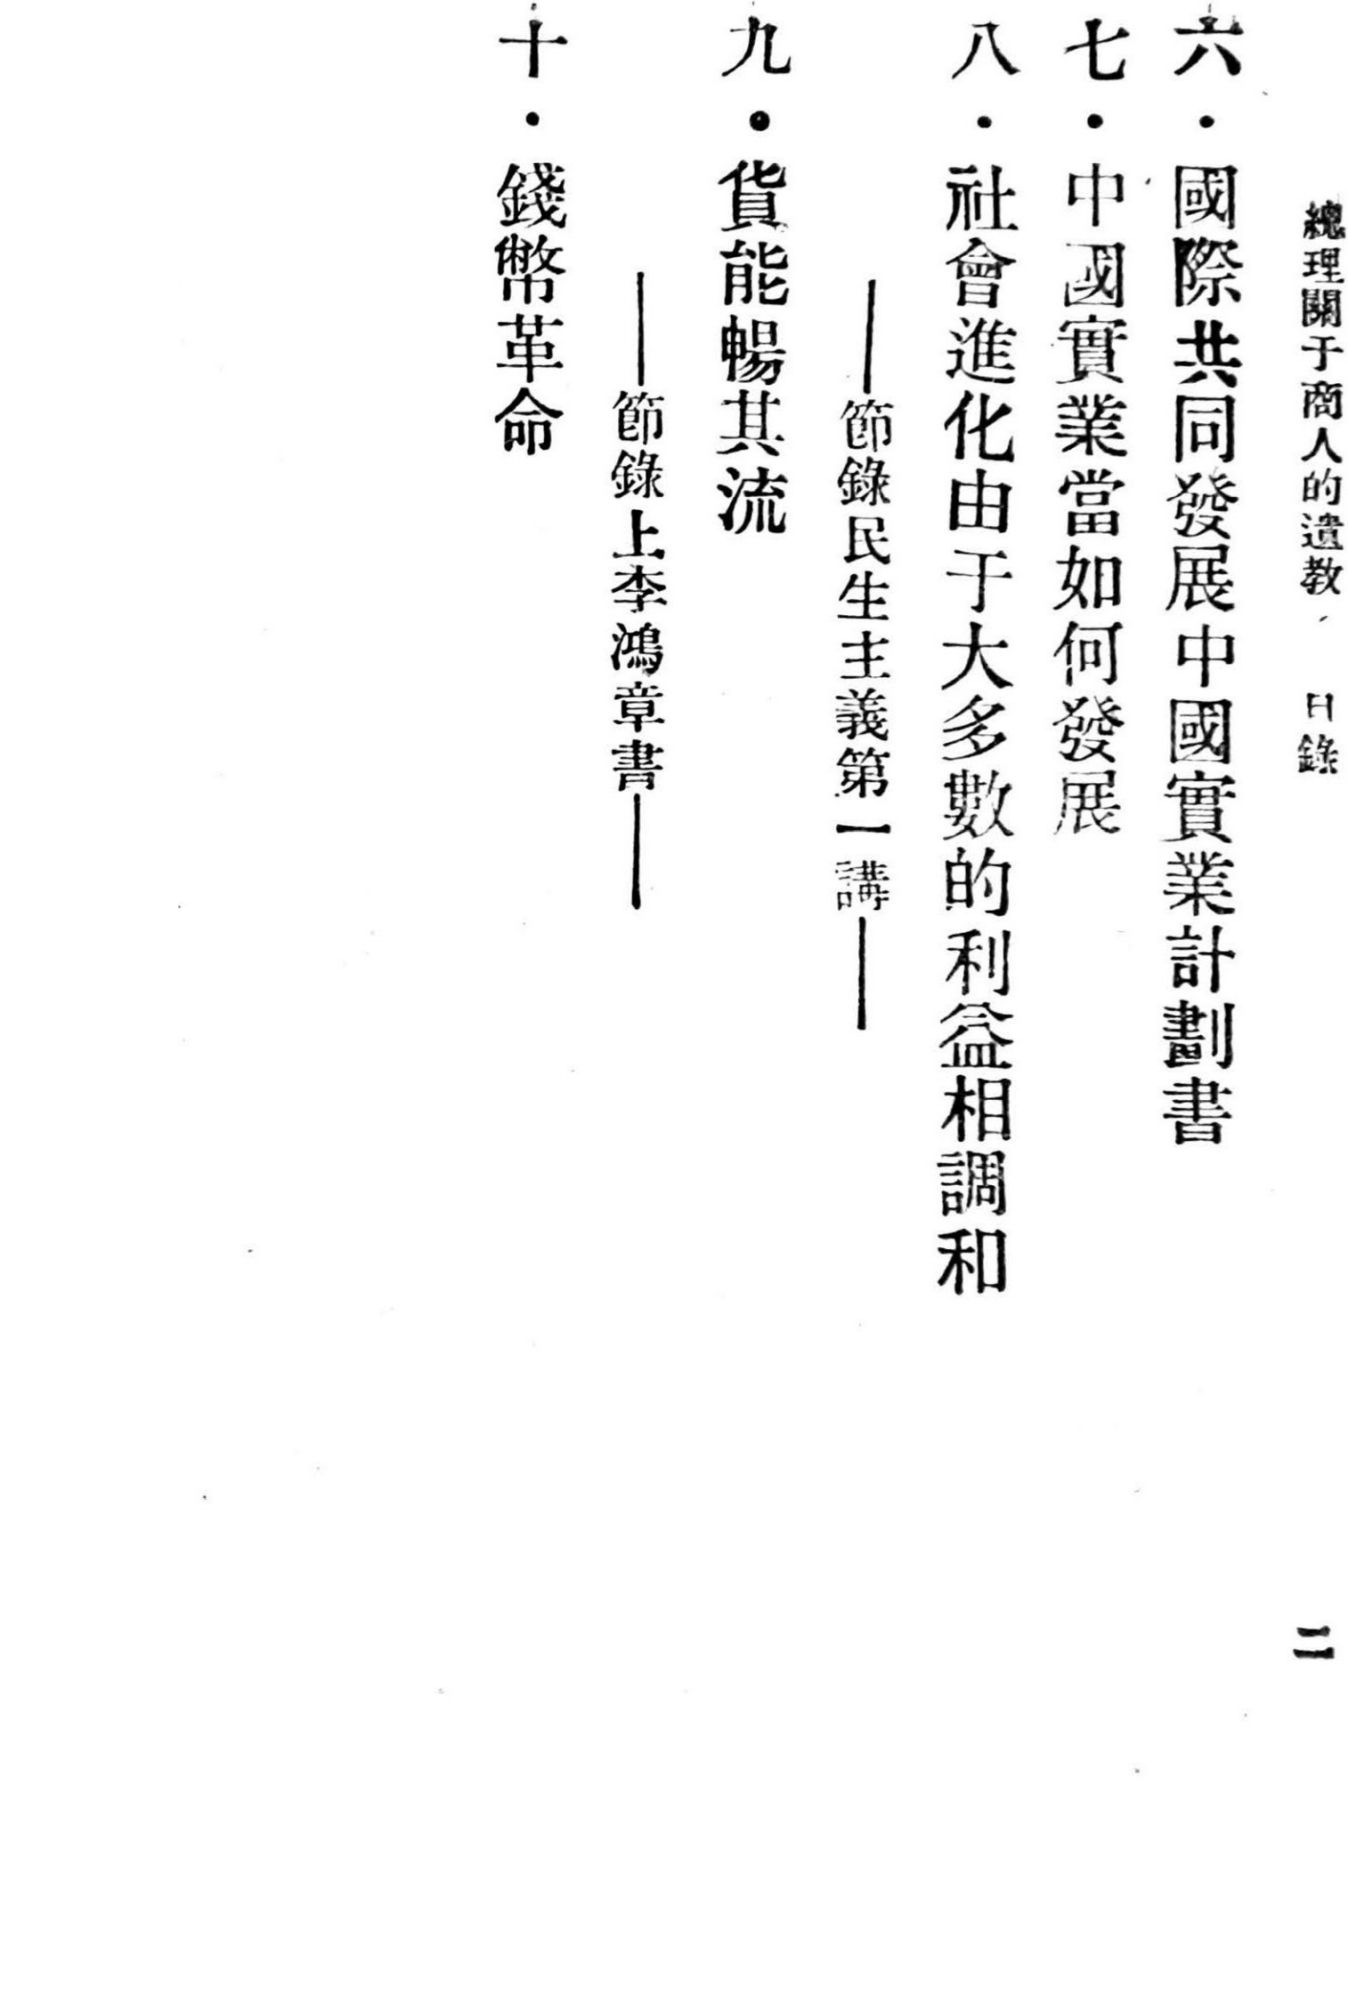 總理關于商人的遺教 目錄
二
六・國際共同發展中國實業計劃書
七・中國實業當如何發展
八・社會進化由于大多數的利益相調和
——節錄民生主義第一講——
九・貨能暢其流
——節錄上李鴻章書——
十・錢幣革命